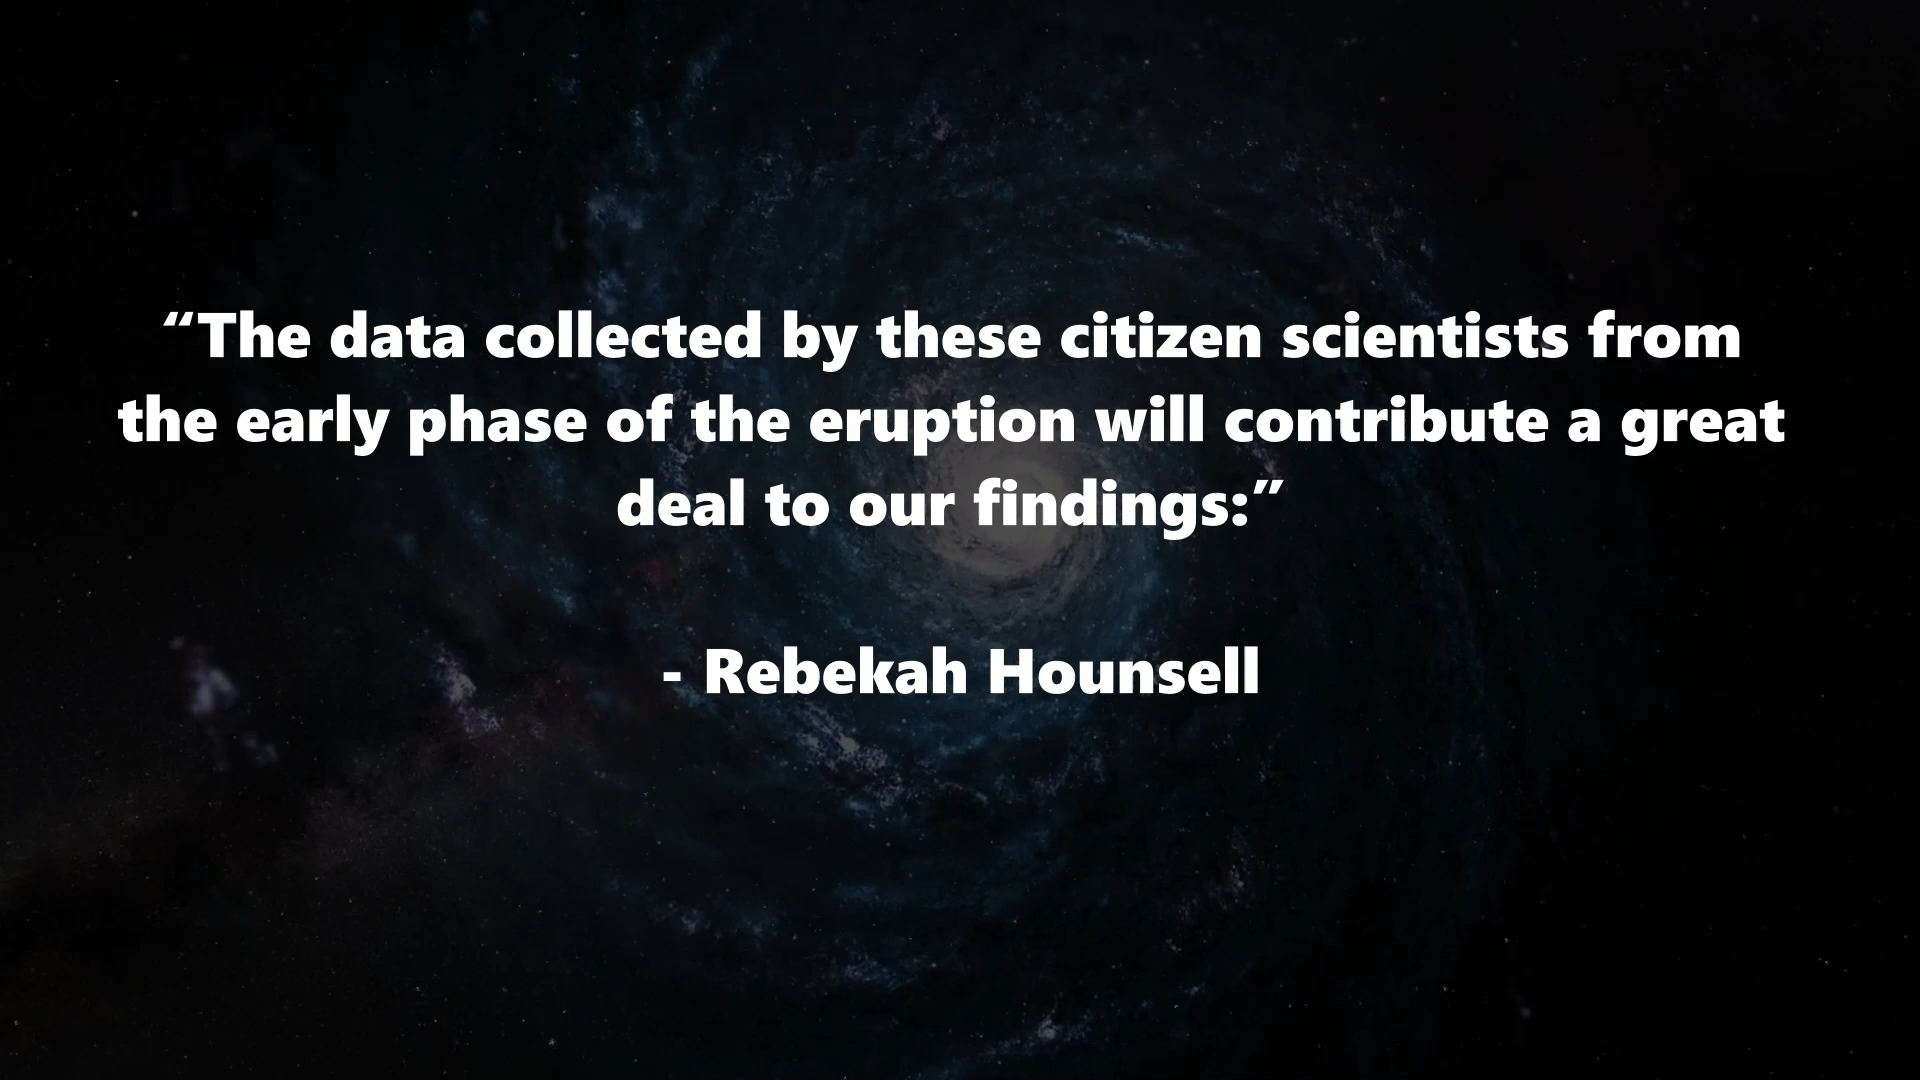 “The data collected by these citizen scientists from
the early phase of the eruption will contribute a great
deal to our findings:”
- Rebekah Hounsell